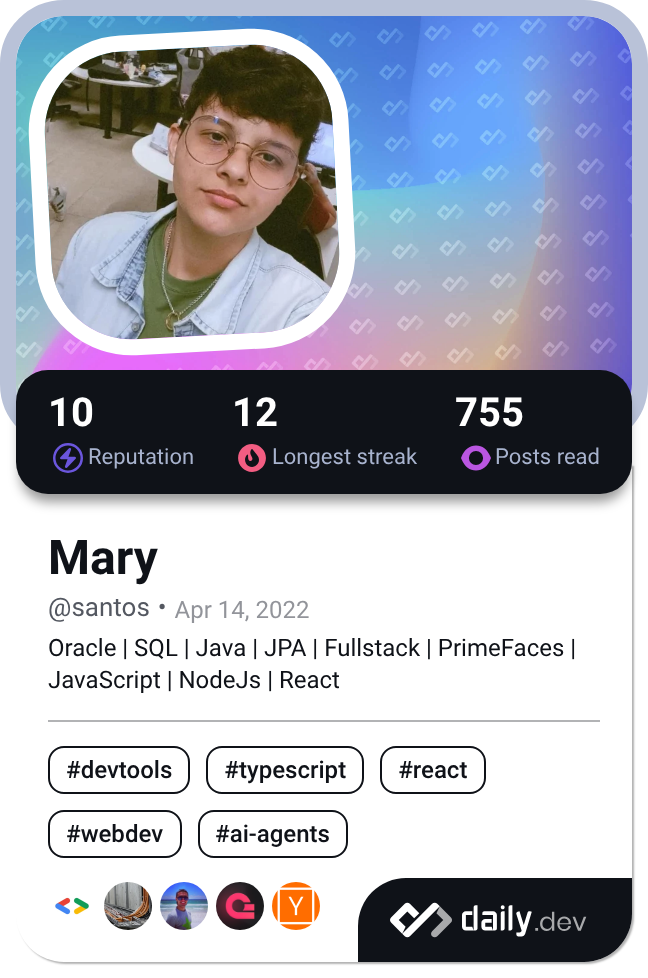 10 12 755
Reputation Longest streak Posts read
Mary
@santos • Apr 14, 2022
Oracle | SQL | Java | JPA | Fullstack | PrimeFaces |
JavaScript | NodeJs | React
#devtools #typescript #react
#webdev #ai-agents
Y
daily.dev